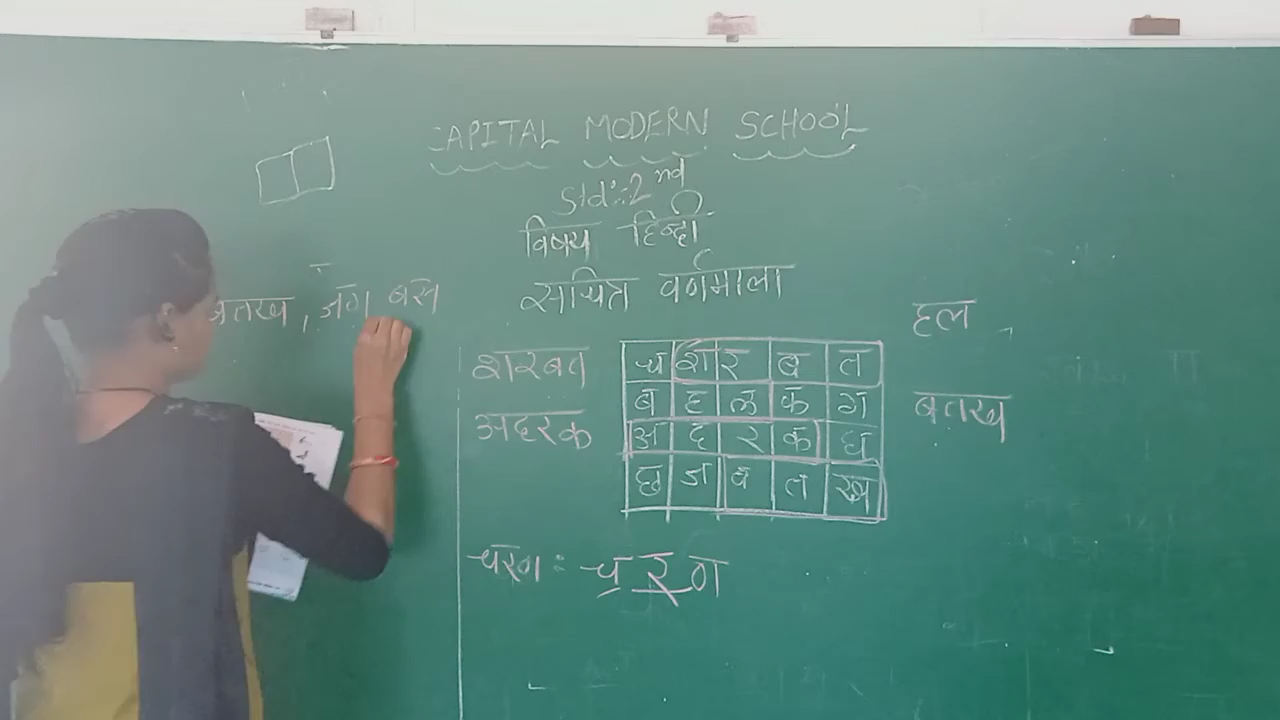 CAPITAL MODERN SCHOOL
Std:-2nd
विषय हिन्दी
सचित्र वर्णमाला
बतख, जग बस
शरबत
अदरक
च श र ब त
ब ह ल क ग
अ द र क घ
छ ज ब त ख
हल
बतख
चरण : च र ण